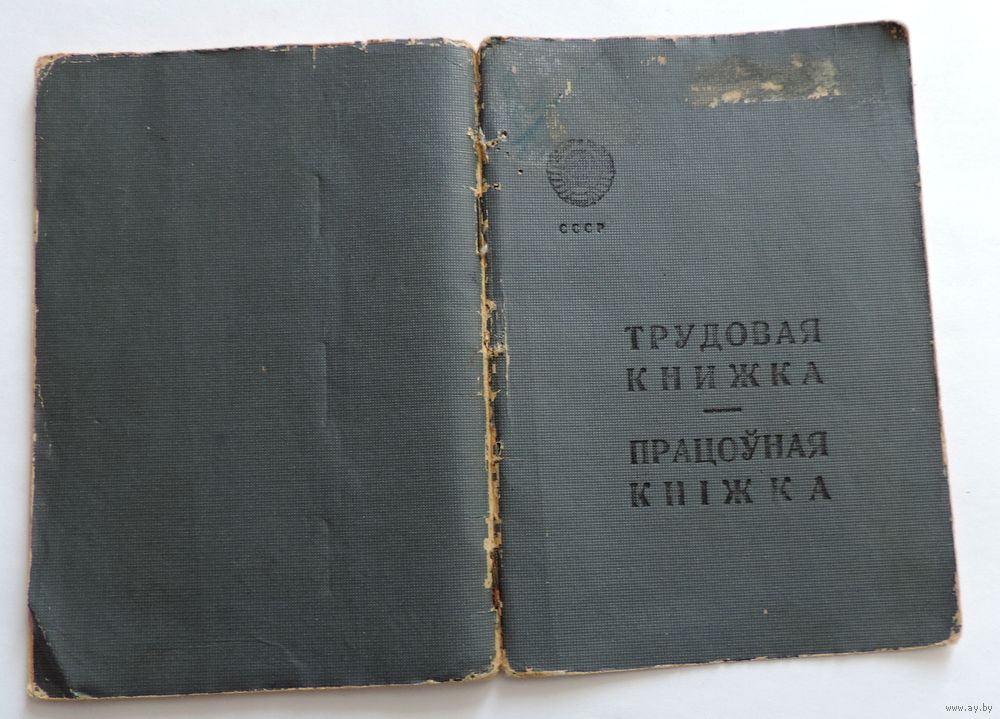 СССР
ТРУДОВАЯ
КНИЖКА
—
ПРАЦОЎНАЯ
КНІЖКА
www.ay.by